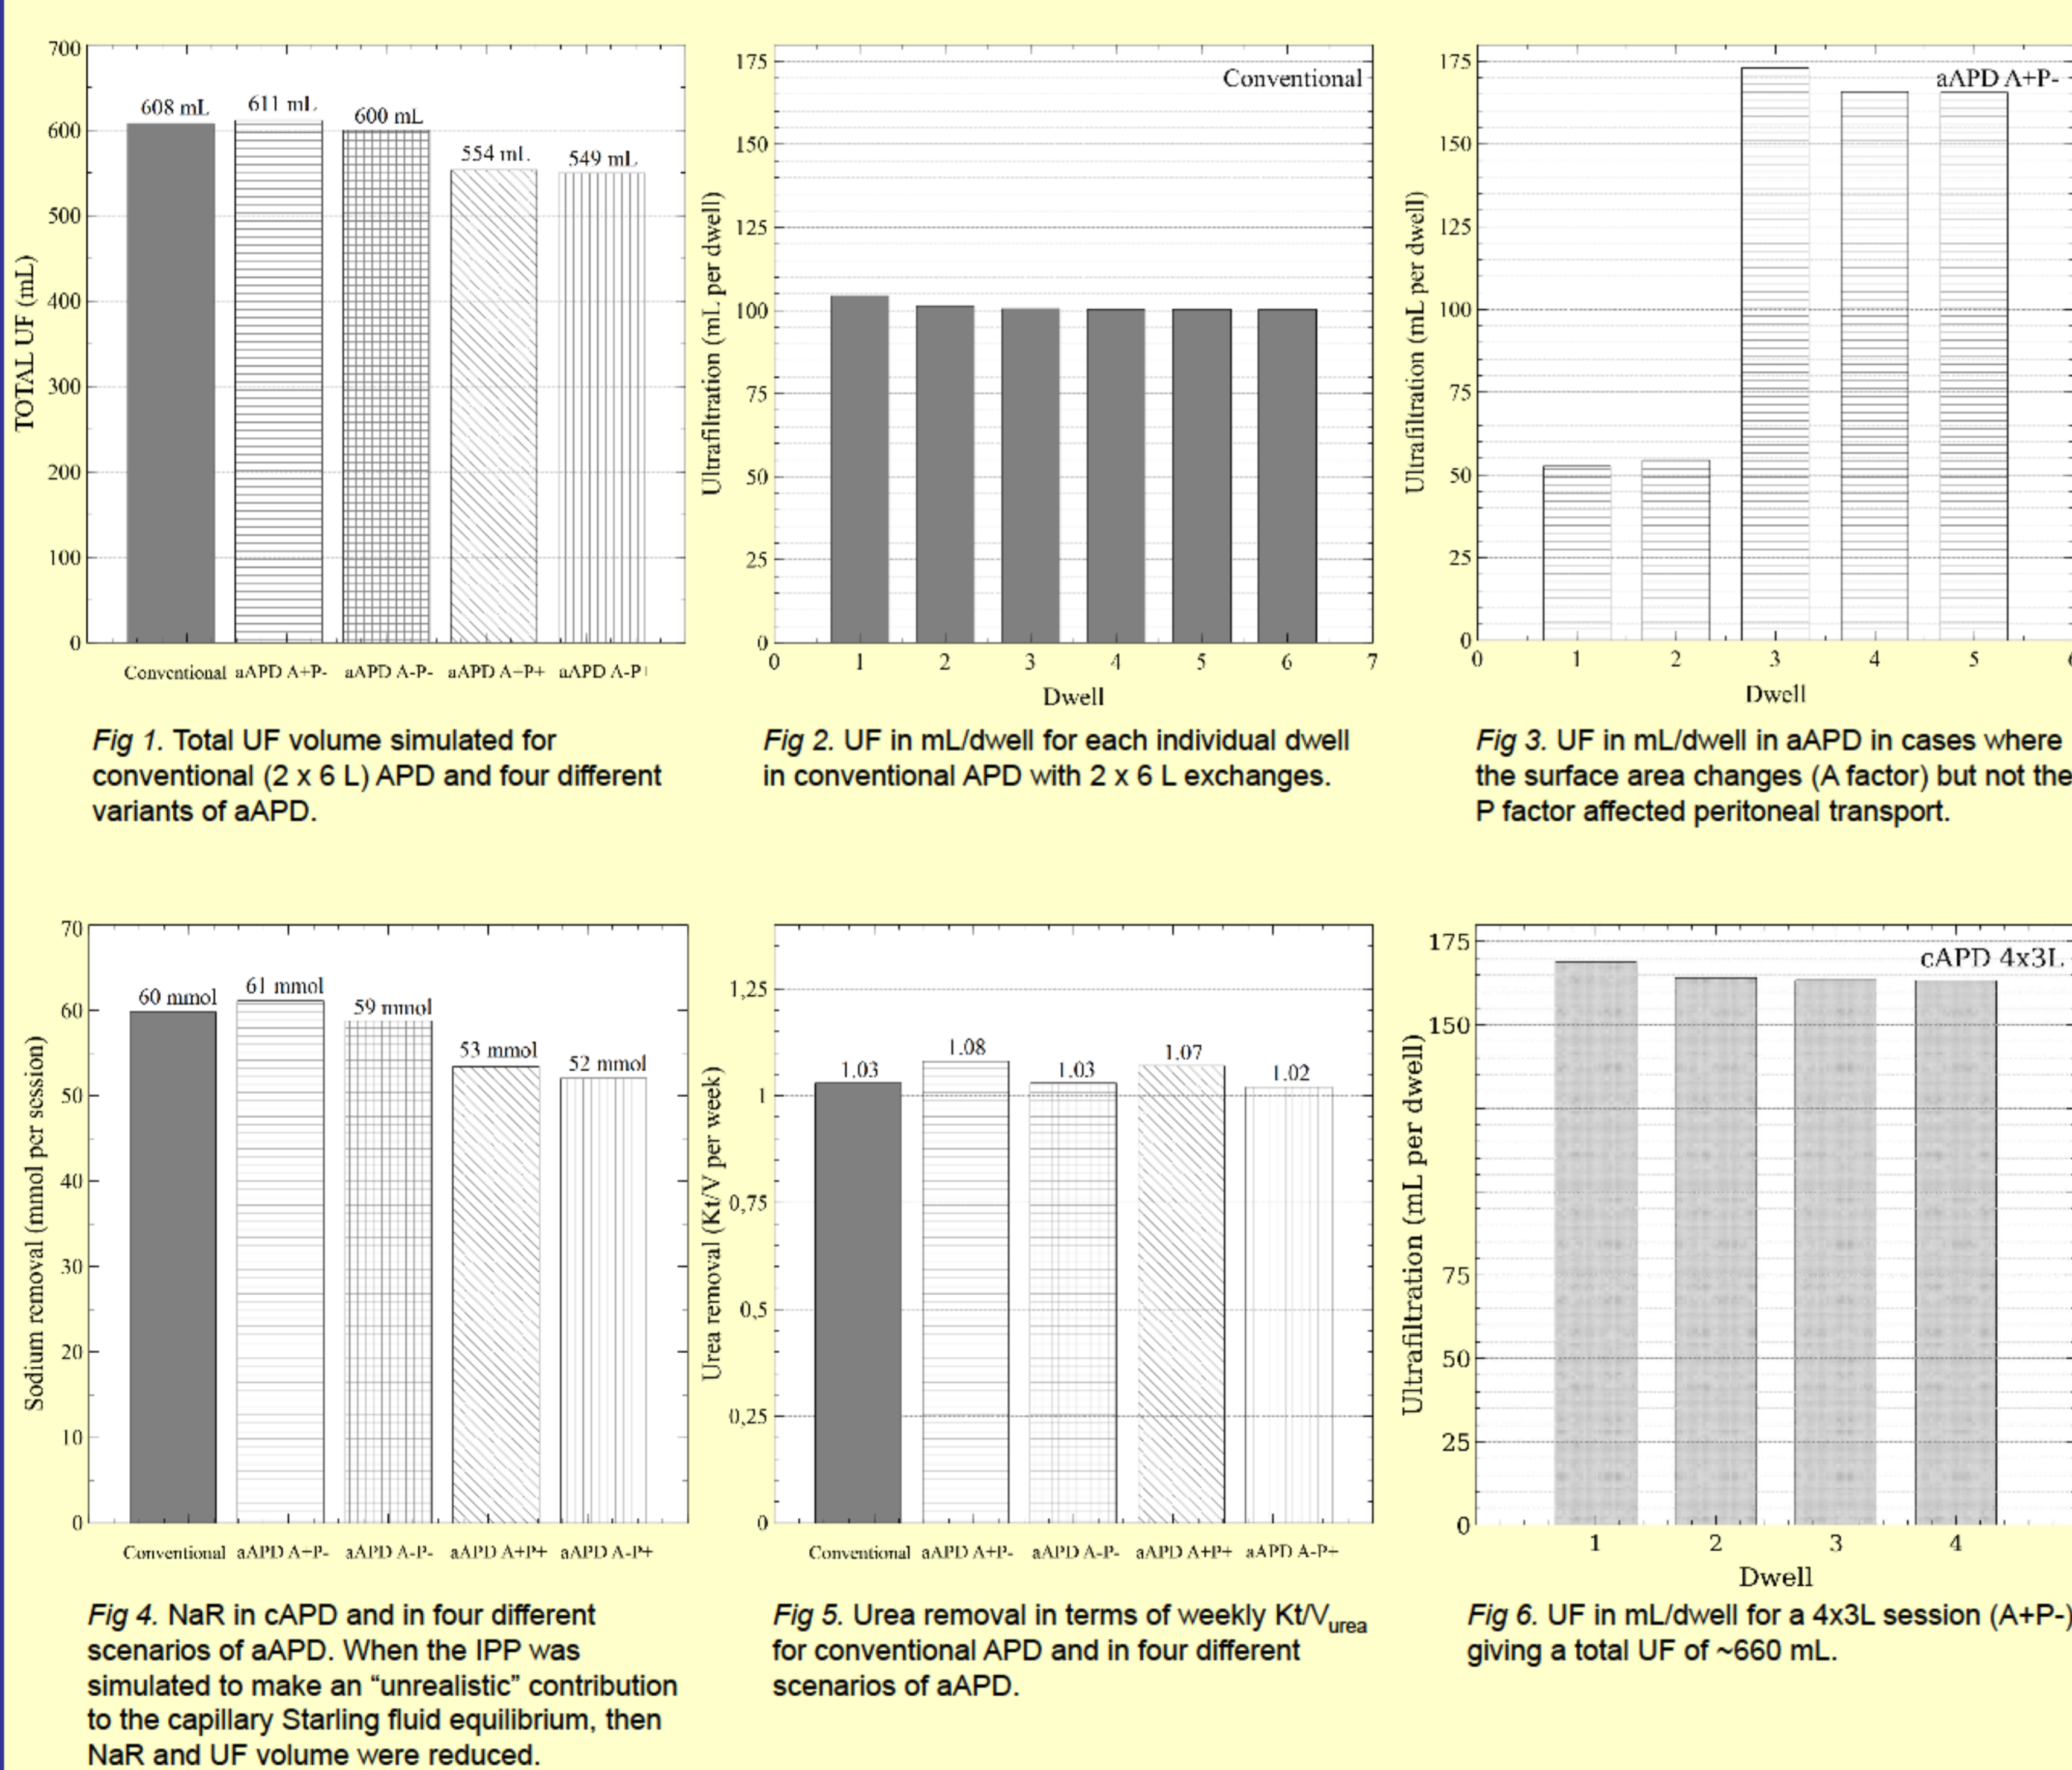 700
600
500
400
300
200
100
0
TOTAL UF (mL)
608 mL
611 mL
600 mL
554 mL
549 mL
Conventional aAPD A+P- aAPD A-P- aAPD A+P+
Fig 1. Total UF volume simulated for
conventional (2 x 6 L) APD and four different
variants of aAPD.
175
150
125
100
75
50
25
0
Ultrafiltration (mL per dwell)
Conventional
0 1 2 3 4 5 6 7
Dwell
Fig 2. UF in mL/dwell for each individual dwell
in conventional APD with 2 x 6 L exchanges.
175
150
125
100
75
50
25
0
Ultrafiltration (mL per dwell)
aAPD A+P-
0 1 2 3 4 5
Dwell
Fig 3. UF in mL/dwell in aAPD in cases where
the surface area changes (A factor) but not the
P factor affected peritoneal transport.
70
60
50
40
30
20
10
0
Sodium removal (mmol per session)
60 mmol
61 mmol
59 mmol
53 mmol
52 mmol
Conventional aAPD A+P- aAPD A-P- aAPD A+P+ aAPD A-P+
Fig 4. NaR in cAPD and in four different
scenarios of aAPD. When the IPP was
simulated to make an “unrealistic” contribution
to the capillary Starling fluid equilibrium, then
NaR and UF volume were reduced.
1,25
1
0,75
0,5
0,25
0
Urea removal (Kt/V per week)
1.03
1.08
1.03
1.07
1.02
Conventional aAPD A+P- aAPD A-P- aAPD A+P+ aAPD A-P+
Fig 5. Urea removal in terms of weekly Kt/Vurea
for conventional APD and in four different
scenarios of aAPD.
175
150
75
50
25
0
Ultrafiltration (mL per dwell)
cAPD 4x3L
1 2 3 4
Dwell
Fig 6. UF in mL/dwell for a 4x3L session (A+P-)
giving a total UF of ~660 mL.